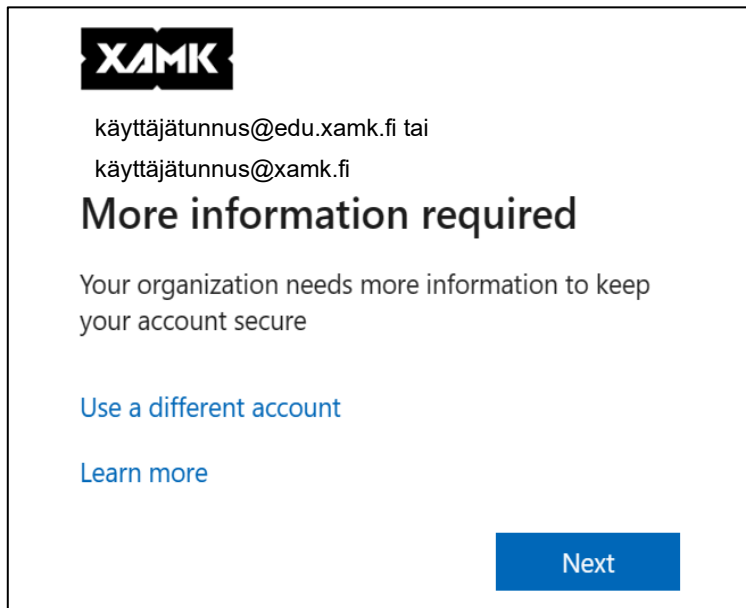 XAMK
käyttäjätunnus@edu.xamk.fi tai
käyttäjätunnus@xamk.fi
More information required
Your organization needs more information to keep
your account secure
Use a different account
Learn more
Next